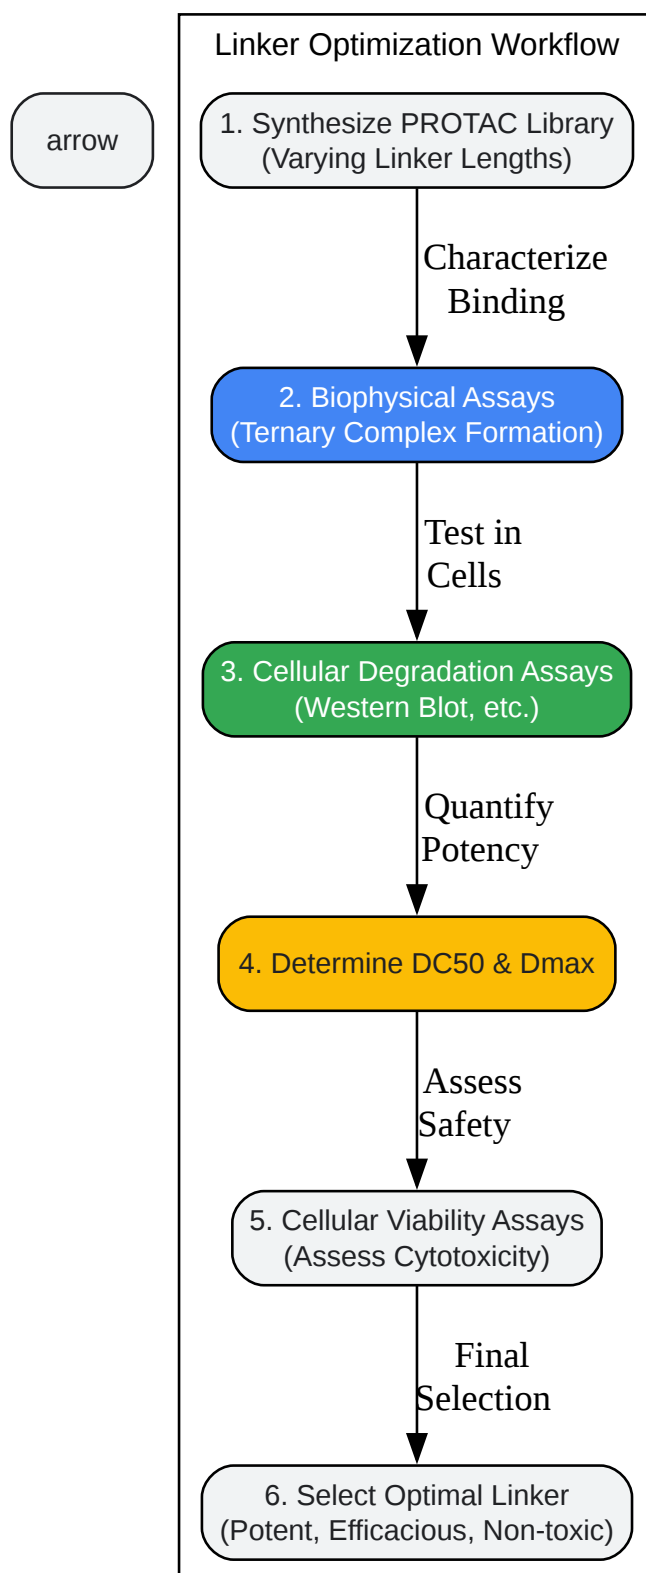 Linker Optimization Workflow
arrow
1. Synthesize PROTAC Library
(Varying Linker Lengths)
Characterize
Binding
2. Biophysical Assays
(Ternary Complex Formation)
Test in
Cells
3. Cellular Degradation Assays
(Western Blot, etc.)
Quantify
Potency
4. Determine DC50 & Dmax
Assess
Safety
5. Cellular Viability Assays
(Assess Cytotoxicity)
Final
Selection
6. Select Optimal Linker
(Potent, Efficacious, Non-toxic)